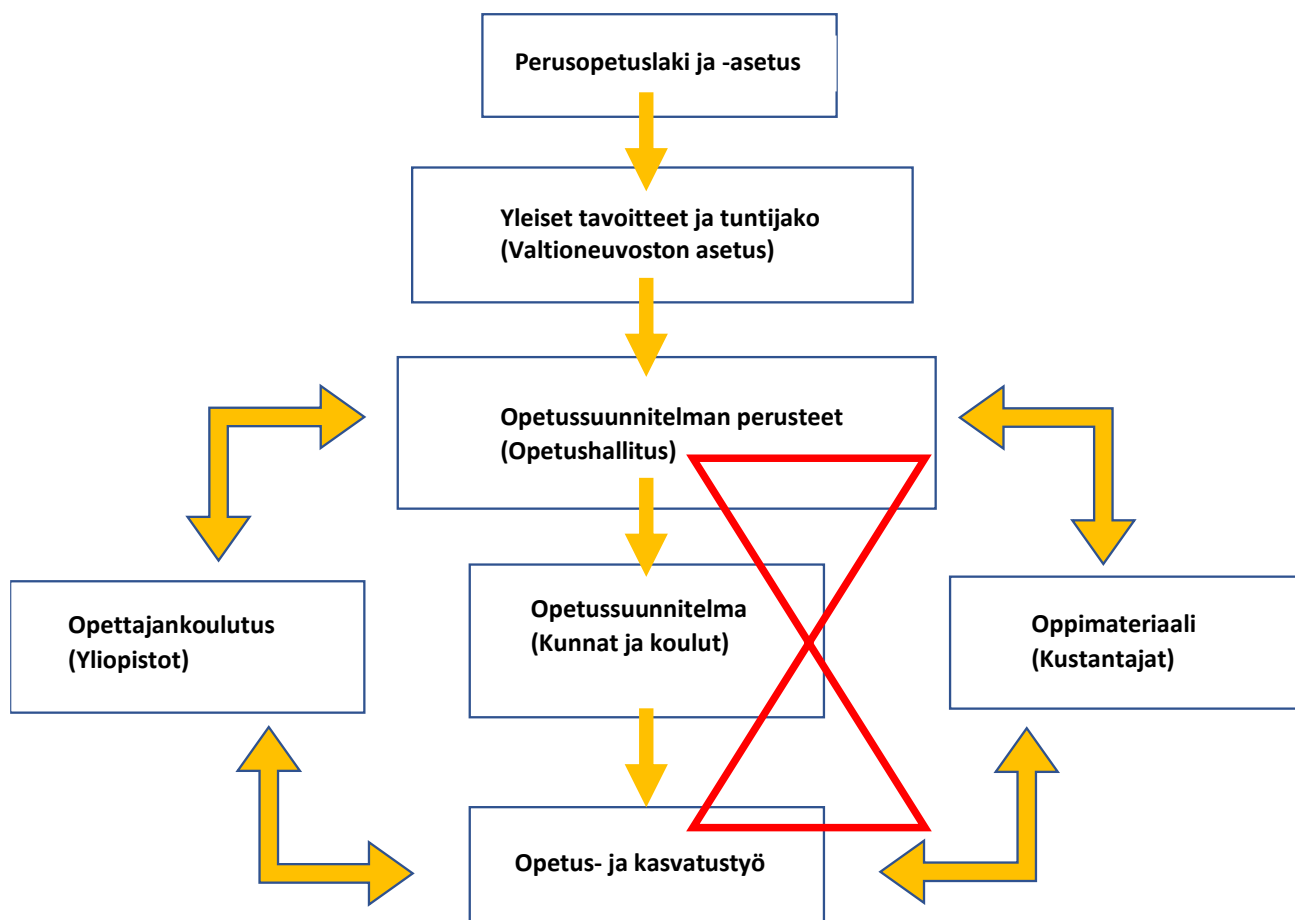 Perusopetuslaki ja -asetus
Yleiset tavoitteet ja tuntijako
(Valtioneuvoston asetus)
Opetussuunnitelman perusteet
(Opetushallitus)
Opettajankoulutus
(Yliopistot)
Opetussuunnitelma
(Kunnat ja koulut)
Oppimateriaali
(Kustantajat)
Opetus- ja kasvatustyö